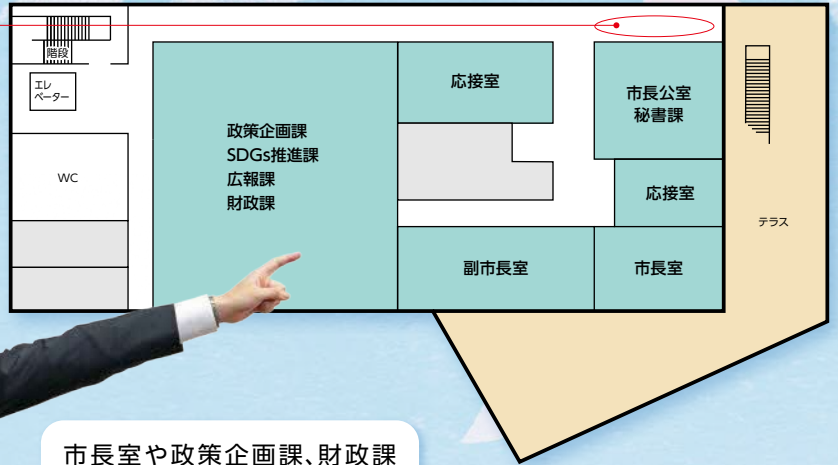 階段
エレ
ベーター
WC
政策企画課
SDGs推進課
広報課
財政課
応接室
市長公室
秘書課
応接室
副市長室
市長室
テラス
市長室や政策企画課、財政課